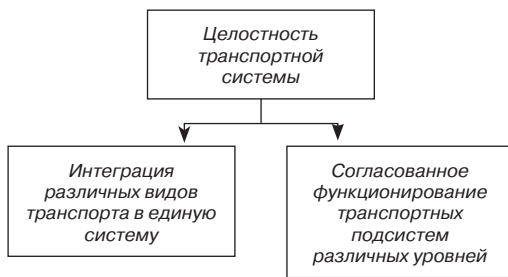 Целостность
транспортной
системы
Интеграция
различных видов
транспорта в единую
систему
Согласованное
функционирование
транспортных
подсистем
различных уровней